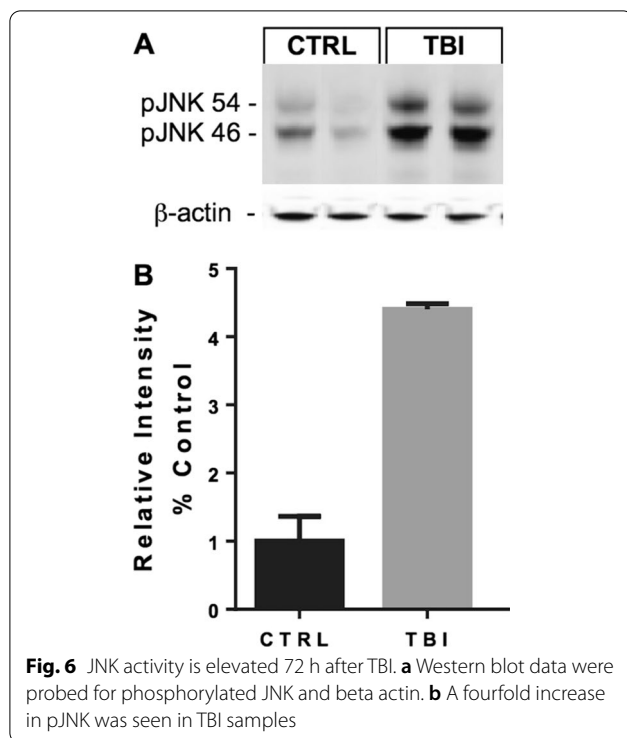 A
CTRL TBI
pJNK 54 -
pJNK 46 -
β-actin -
B
Relative Intensity
% Control
5
4
3
2
1
0
CTRL TBI
Fig. 6 JNK activity is elevated 72 h after TBI. a Western blot data were
probed for phosphorylated JNK and beta actin. b A fourfold increase
in pJNK was seen in TBI samples